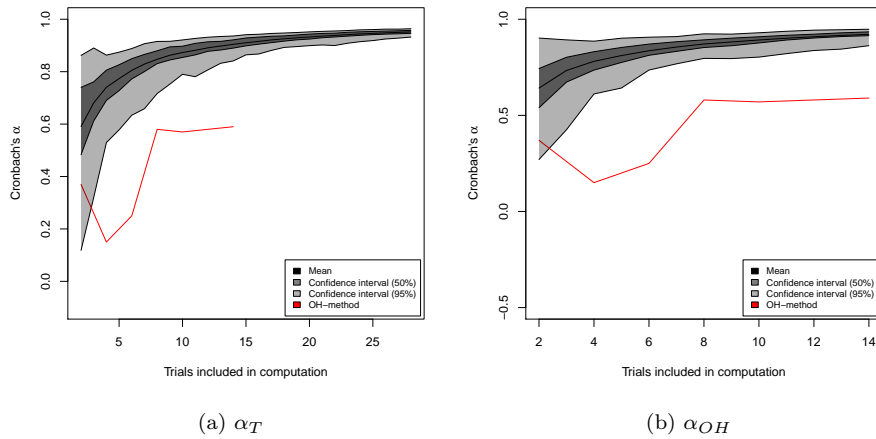 Cronbach's α
1.0
0.8
0.6
0.4
0.2
0.0
5
10
15
20
25
Trials included in computation
Mean
Confidence interval (50%)
Confidence interval (95%)
OH−method
(a) α_T
Cronbach's α
1.0
0.5
0.0
−0.5
2
4
6
8
10
12
14
Trials included in computation
Mean
Confidence interval (50%)
Confidence interval (95%)
OH−method
(b) α_OH